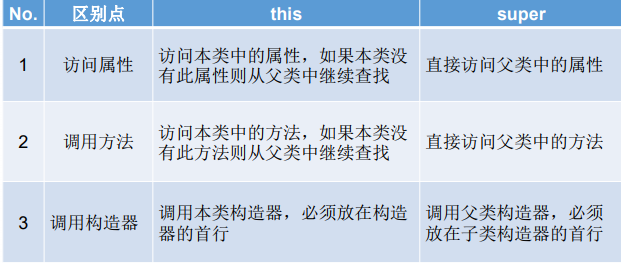 No. 区别点 this super
1 访问属性 访问本类中的属性，如果本类没有此属性则从父类中继续查找 直接访问父类中的属性
2 调用方法 访问本类中的方法，如果本类没有此方法则从父类中继续查找 直接访问父类中的方法
3 调用构造器 调用本类构造器，必须放在构造器的首行 调用父类构造器，必须放在子类构造器的首行